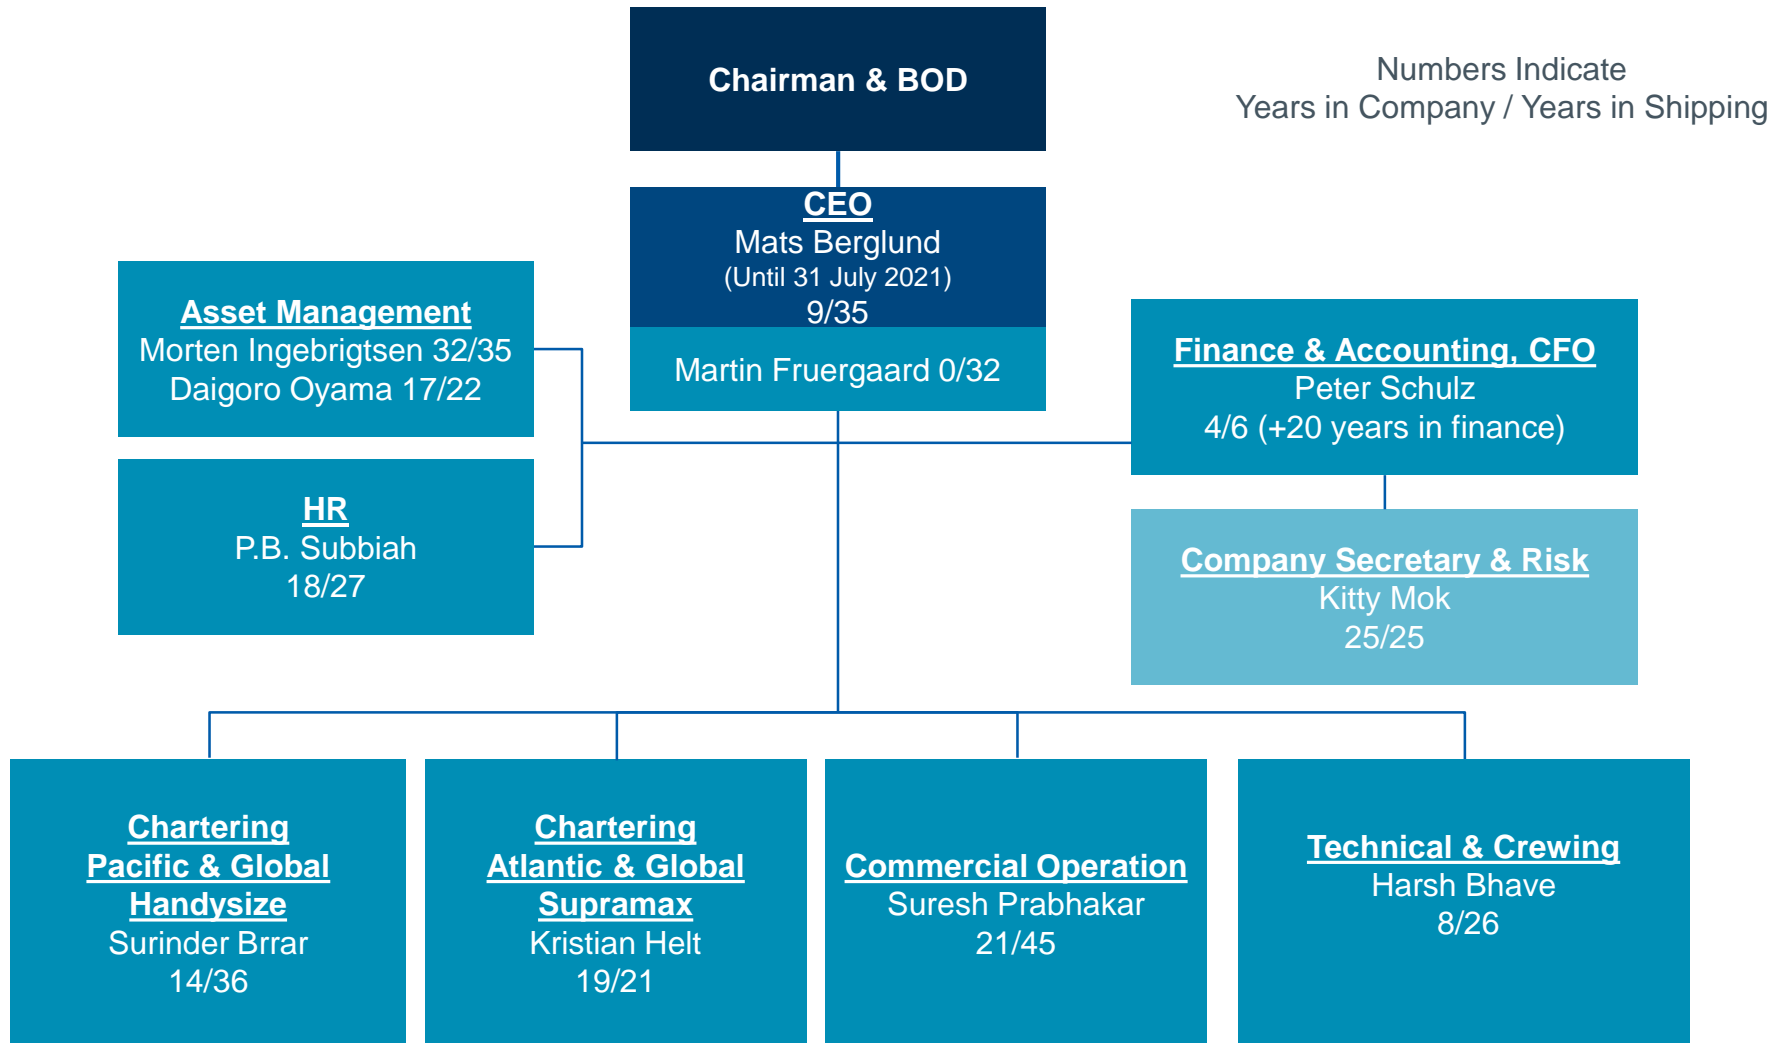 Chairman & BOD
Numbers Indicate
Years in Company / Years in Shipping
CEO
Mats Berglund
(Until 31 July 2021)
9/35
Martin Fruergaard 0/32
Asset Management
Morten Ingebrigtsen 32/35
Daigoro Oyama 17/22
HR
P.B. Subbiah
18/27
Finance & Accounting, CFO
Peter Schulz
4/6 (+20 years in finance)
Company Secretary & Risk
Kitty Mok
25/25
Chartering
Pacific & Global
Handysize
Surinder Brrar
14/36
Chartering
Atlantic & Global
Supramax
Kristian Helt
19/21
Commercial Operation
Suresh Prabhakar
21/45
Technical & Crewing
Harsh Bhave
8/26